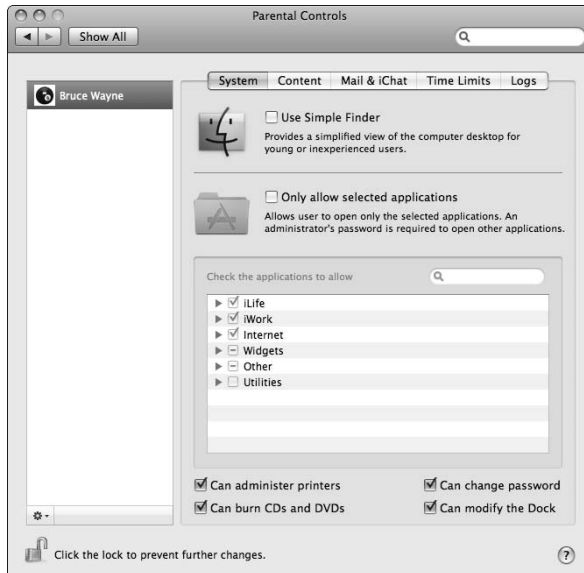 Parental Controls
Show All
Bruce Wayne
System Content Mail & iChat Time Limits Logs
Use Simple Finder
Provides a simplified view of the computer desktop for
young or inexperienced users.
Only allow selected applications
Allows user to open only the selected applications. An
administrator's password is required to open other applications.
Check the applications to allow
iLife
iWork
Internet
Widgets
Other
Utilities
Can administer printers Can change password
Can burn CDs and DVDs Can modify the Dock
Click the lock to prevent further changes. ?